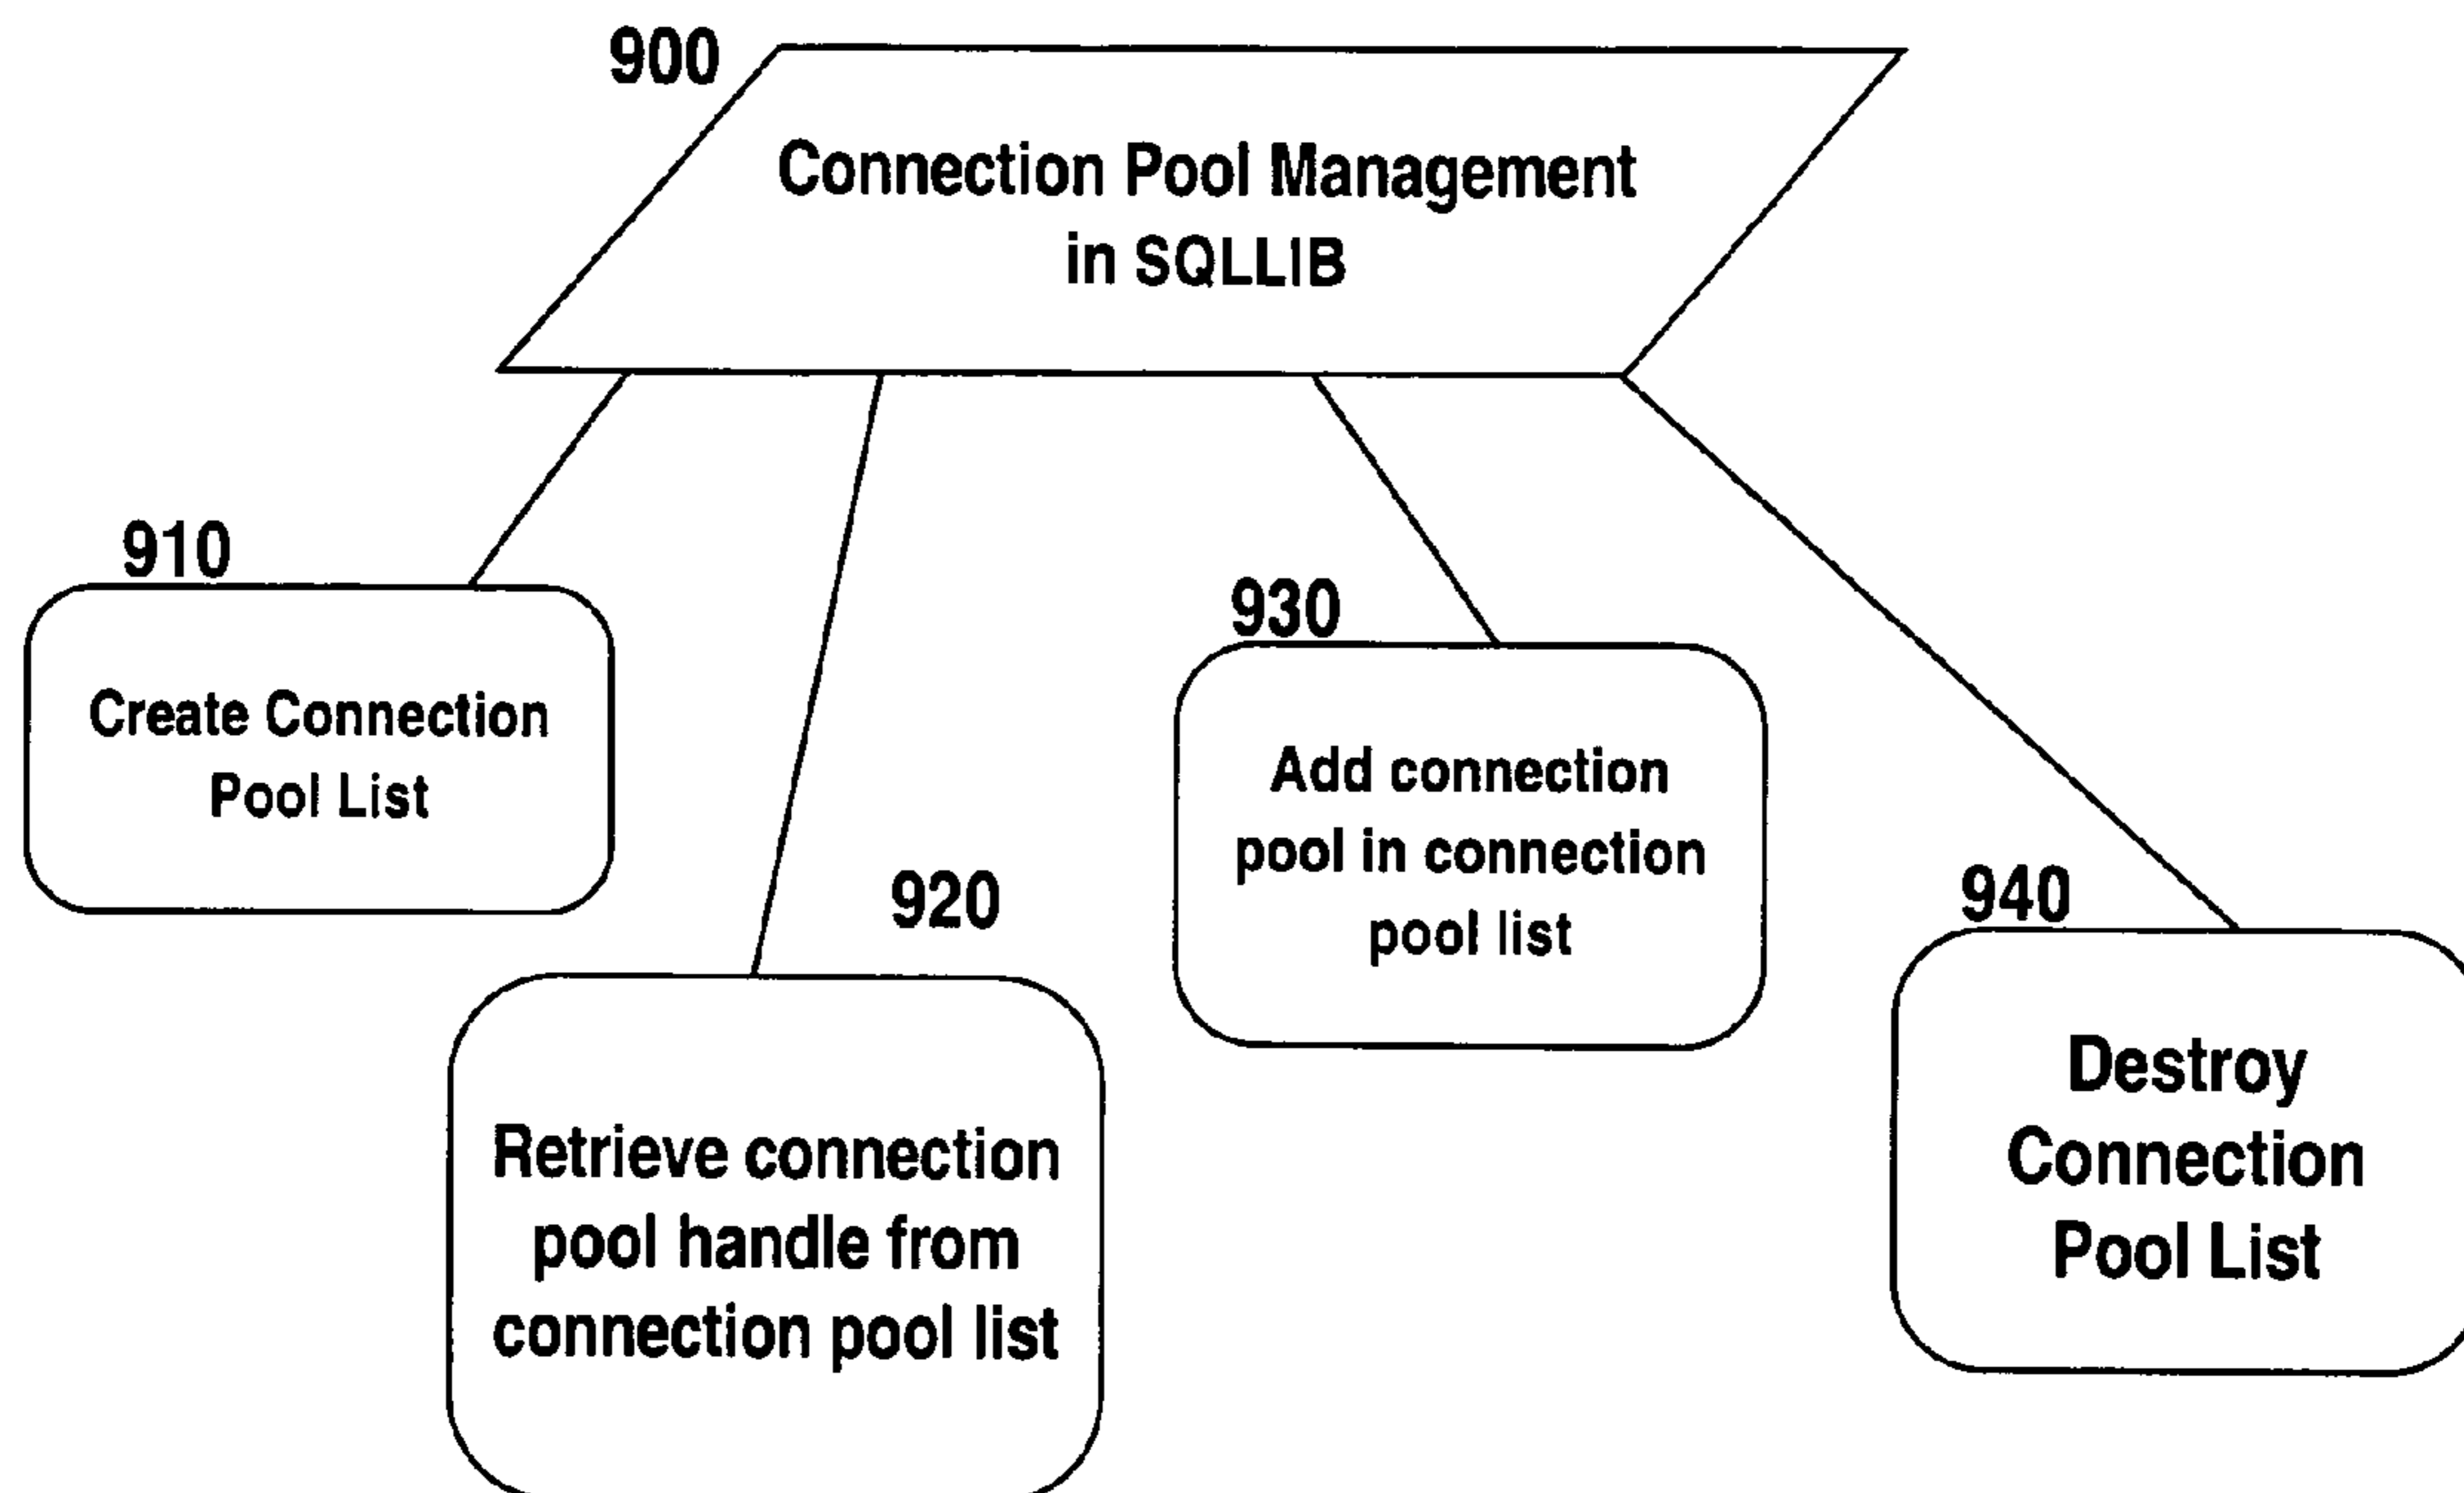 900
Connection Pool Management
in SQLLIB
910
Create Connection
Pool List
920
Retrieve connection
pool handle from
connection pool list
930
Add connection
pool in connection
pool list
940
Destroy
Connection
Pool List